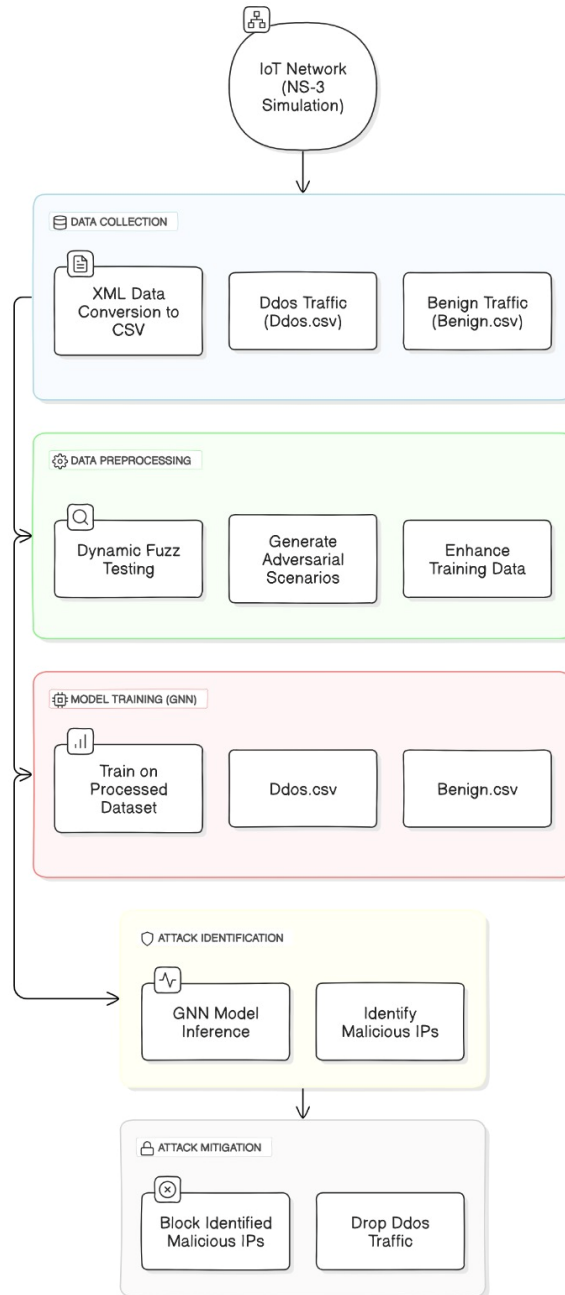 IoT Network
(NS-3
Simulation)
DATA COLLECTION
XML Data
Conversion to
CSV
Ddos Traffic
(Ddos.csv)
Benign Traffic
(Benign.csv)
DATA PREPROCESSING
Dynamic Fuzz
Testing
Generate
Adversarial
Scenarios
Enhance
Training Data
MODEL TRAINING (GNN)
Train on
Processed
Dataset
Ddos.csv
Benign.csv
ATTACK IDENTIFICATION
GNN Model
Inference
Identify
Malicious IPs
ATTACK MITIGATION
Block Identified
Malicious IPs
Drop Ddos
Traffic